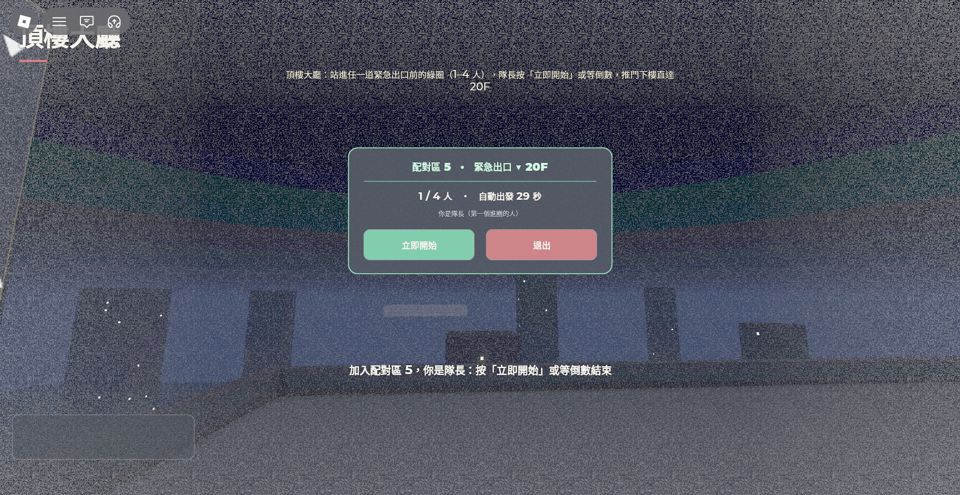 頂樓大廳
頂樓大廳：站進任一道緊急出口前的綠圈（1–4 人），隊長按「立即開始」或等倒數，推門下樓直達
20F
配對區 5 • 緊急出口 ▼ 20F
1 / 4 人 • 自動出發 29 秒
你是隊長（第一個進圈的人）
立即開始
退出
加入配對區 5，你是隊長：按「立即開始」或等倒數結束